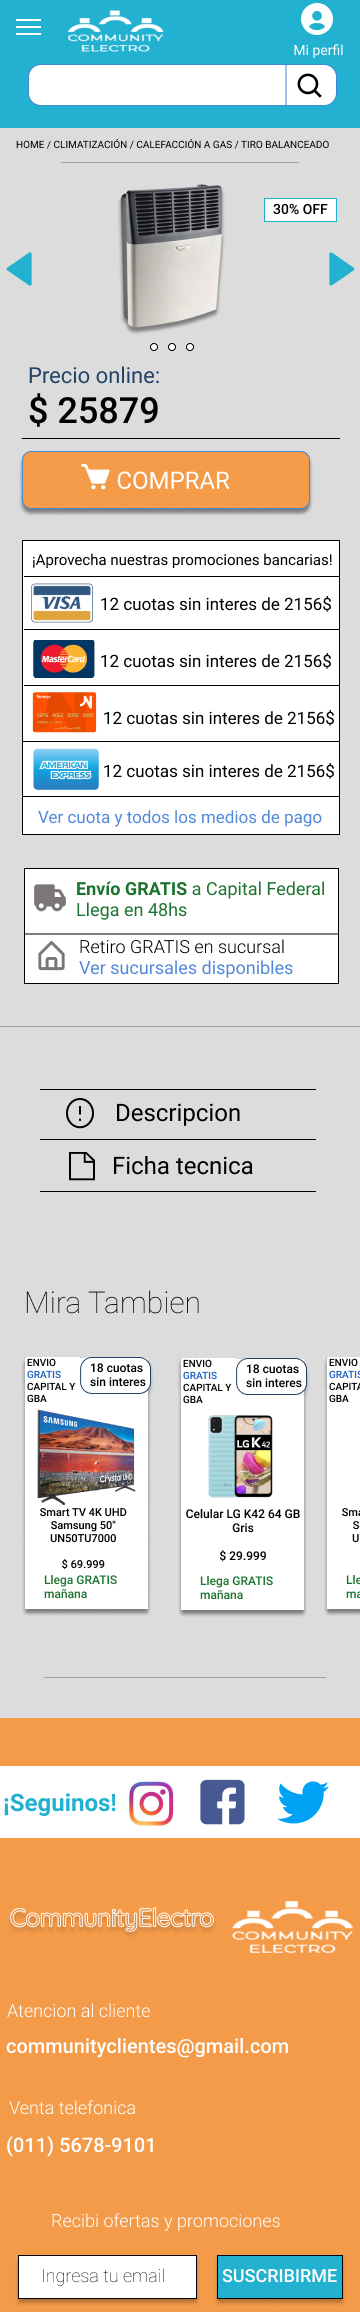 COMMUNITY
ELECTRO
Mi perfil
HOME / CLIMATIZACIÓN / CALEFACCIÓN A GAS / TIRO BALANCEADO
30% OFF
Precio online:
$ 25879
COMPRAR
¡Aprovecha nuestras promociones bancarias!
VISA 12 cuotas sin interes de 2156$
MasterCard 12 cuotas sin interes de 2156$
Naranja N
12 cuotas sin interes de 2156$
AMERICAN EXPRESS 12 cuotas sin interes de 2156$
Ver cuota y todos los medios de pago
Envío GRATIS a Capital Federal
Llega en 48hs
Retiro GRATIS en sucursal
Ver sucursales disponibles
Descripcion
Ficha tecnica
Mira Tambien
ENVIO
GRATIS
CAPITAL Y
GBA
18 cuotas
sin interes
SAMSUNG
Crystal UHD
Smart TV 4K UHD
Samsung 50"
UN50TU7000
$ 69.999
Llega GRATIS
mañana
ENVIO
GRATIS
CAPITAL Y
GBA
18 cuotas
sin interes
LG K42
Celular LG K42 64 GB
Gris
$ 29.999
Llega GRATIS
mañana
ENVIO
GRATIS
CAPITA
GBA
Sma
S
U
Lle
ma
¡Seguinos!
CommunityElectro
COMMUNITY
ELECTRO
Atencion al cliente
communityclientes@gmail.com
Venta telefonica
(011) 5678-9101
Recibi ofertas y promociones
Ingresa tu email
SUSCRIBIRME